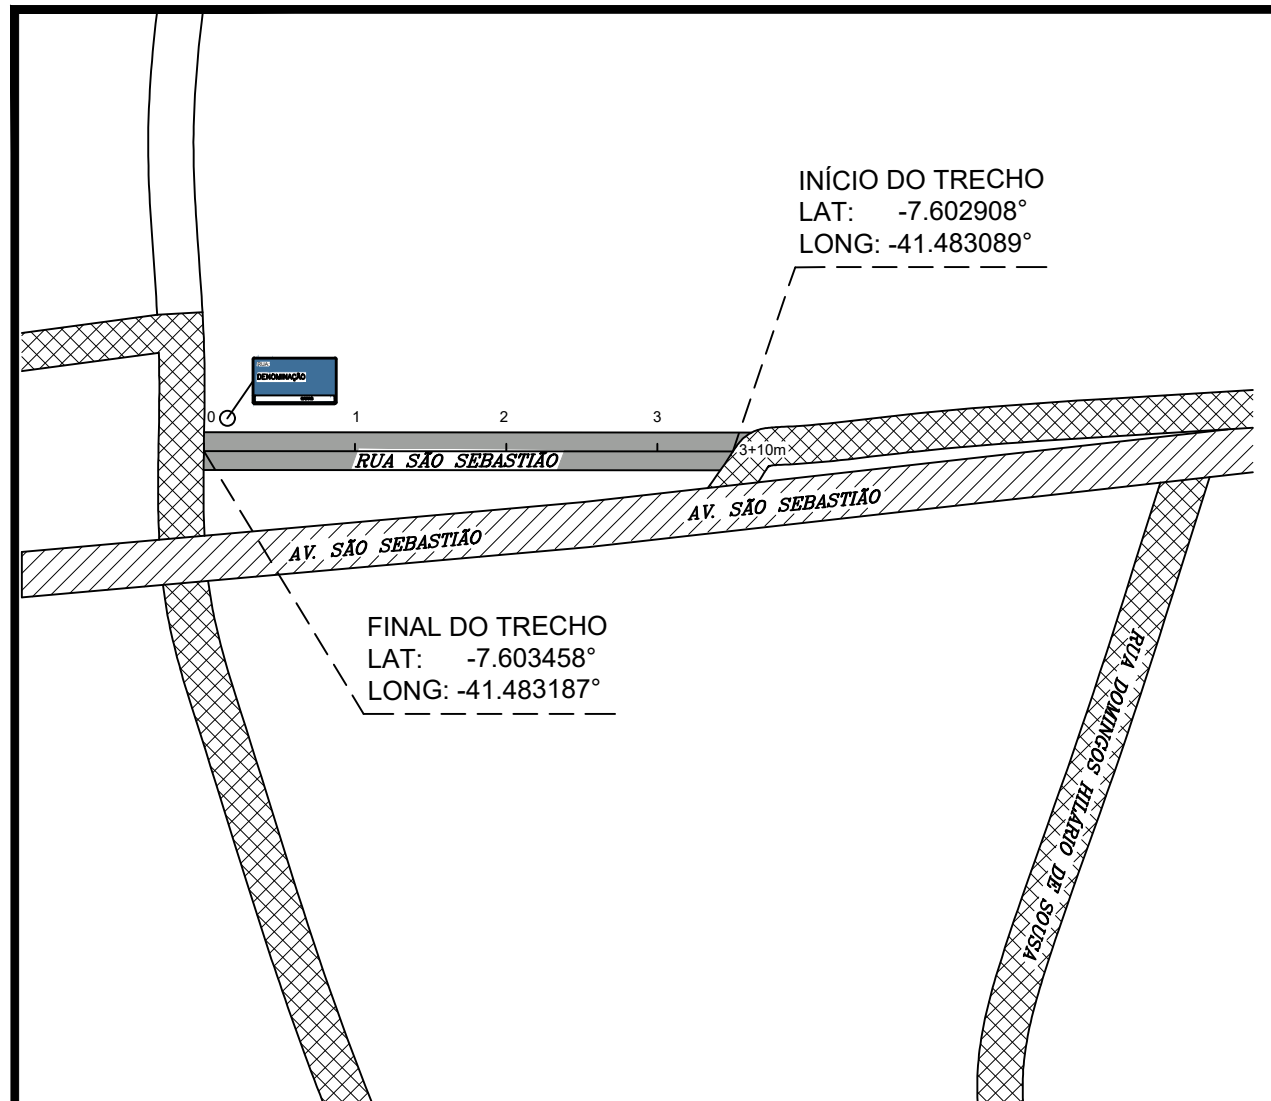 INÍCIO DO TRECHO
LAT: -7.602908°
LONG: -41.483089°
DENOMINAÇÃO
0 1 2 3
3+10m
RUA SÃO SEBASTIÃO
AV. SÃO SEBASTIÃO
AV. SÃO SEBASTIÃO
FINAL DO TRECHO
LAT: -7.603458°
LONG: -41.483187°
RUA DOMINGOS HILÁRIO DE SOUSA